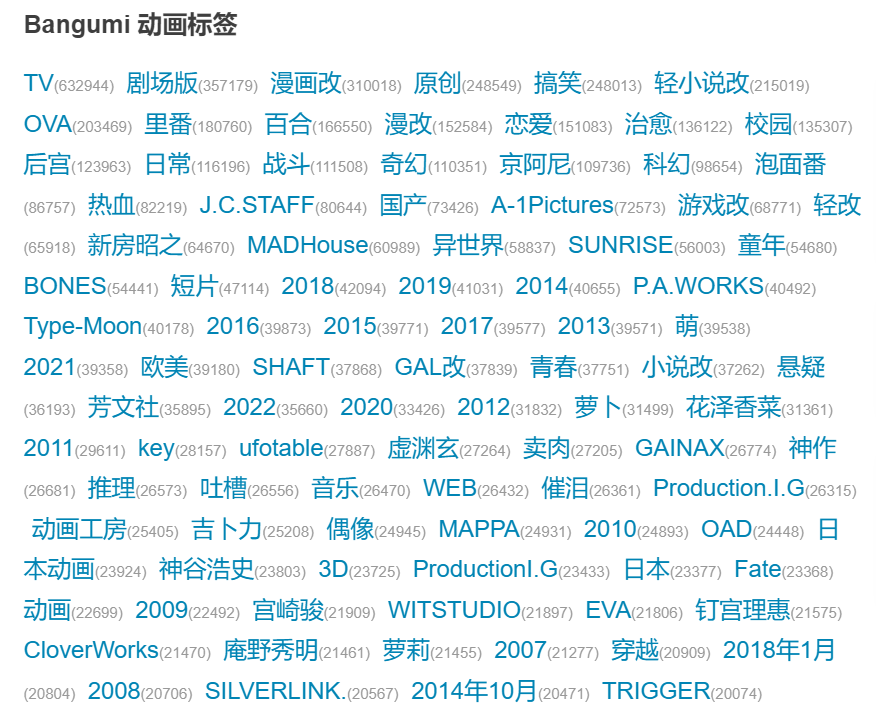 Bangumi 动画标签
TV(632944) 剧场版(357179) 漫画改(310018) 原创(248549) 搞笑(248013) 轻小说改(215019)
OVA(203469) 里番(180760) 百合(166550) 漫改(152584) 恋爱(151083) 治愈(136122) 校园(135307)
后宫(123963) 日常(116196) 战斗(111508) 奇幻(110351) 京阿尼(109736) 科幻(98654) 泡面番
(86757) 热血(82219) J.C.STAFF(80644) 国产(73426) A-1Pictures(72573) 游戏改(68771) 轻改
(65918) 新房昭之(64670) MADHouse(60989) 异世界(58837) SUNRISE(56003) 童年(54680)
BONES(54441) 短片(47114) 2018(42094) 2019(41031) 2014(40655) P.A.WORKS(40492)
Type-Moon(40178) 2016(39873) 2015(39771) 2017(39577) 2013(39571) 萌(39538)
2021(39358) 欧美(39180) SHAFT(37868) GAL改(37839) 青春(37751) 小说改(37262) 悬疑
(36193) 芳文社(35895) 2022(35660) 2020(33426) 2012(31832) 萝卜(31499) 花泽香菜(31361)
2011(29611) key(28157) ufotable(27887) 虚渊玄(27264) 卖肉(27205) GAINAX(26774) 神作
(26681) 推理(26573) 吐槽(26556) 音乐(26470) WEB(26432) 催泪(26361) Production.I.G(26315)
动画工房(25405) 吉卜力(25208) 偶像(24945) MAPPA(24931) 2010(24893) OAD(24448) 日
本动画(23924) 神谷浩史(23803) 3D(23725) ProductionI.G(23433) 日本(23377) Fate(23368)
动画(22699) 2009(22492) 宫崎骏(21909) WITSTUDIO(21897) EVA(21806) 钉宫理惠(21575)
CloverWorks(21470) 庵野秀明(21461) 萝莉(21455) 2007(21277) 穿越(20909) 2018年1月
(20804) 2008(20706) SILVERLINK.(20567) 2014年10月(20471) TRIGGER(20074)